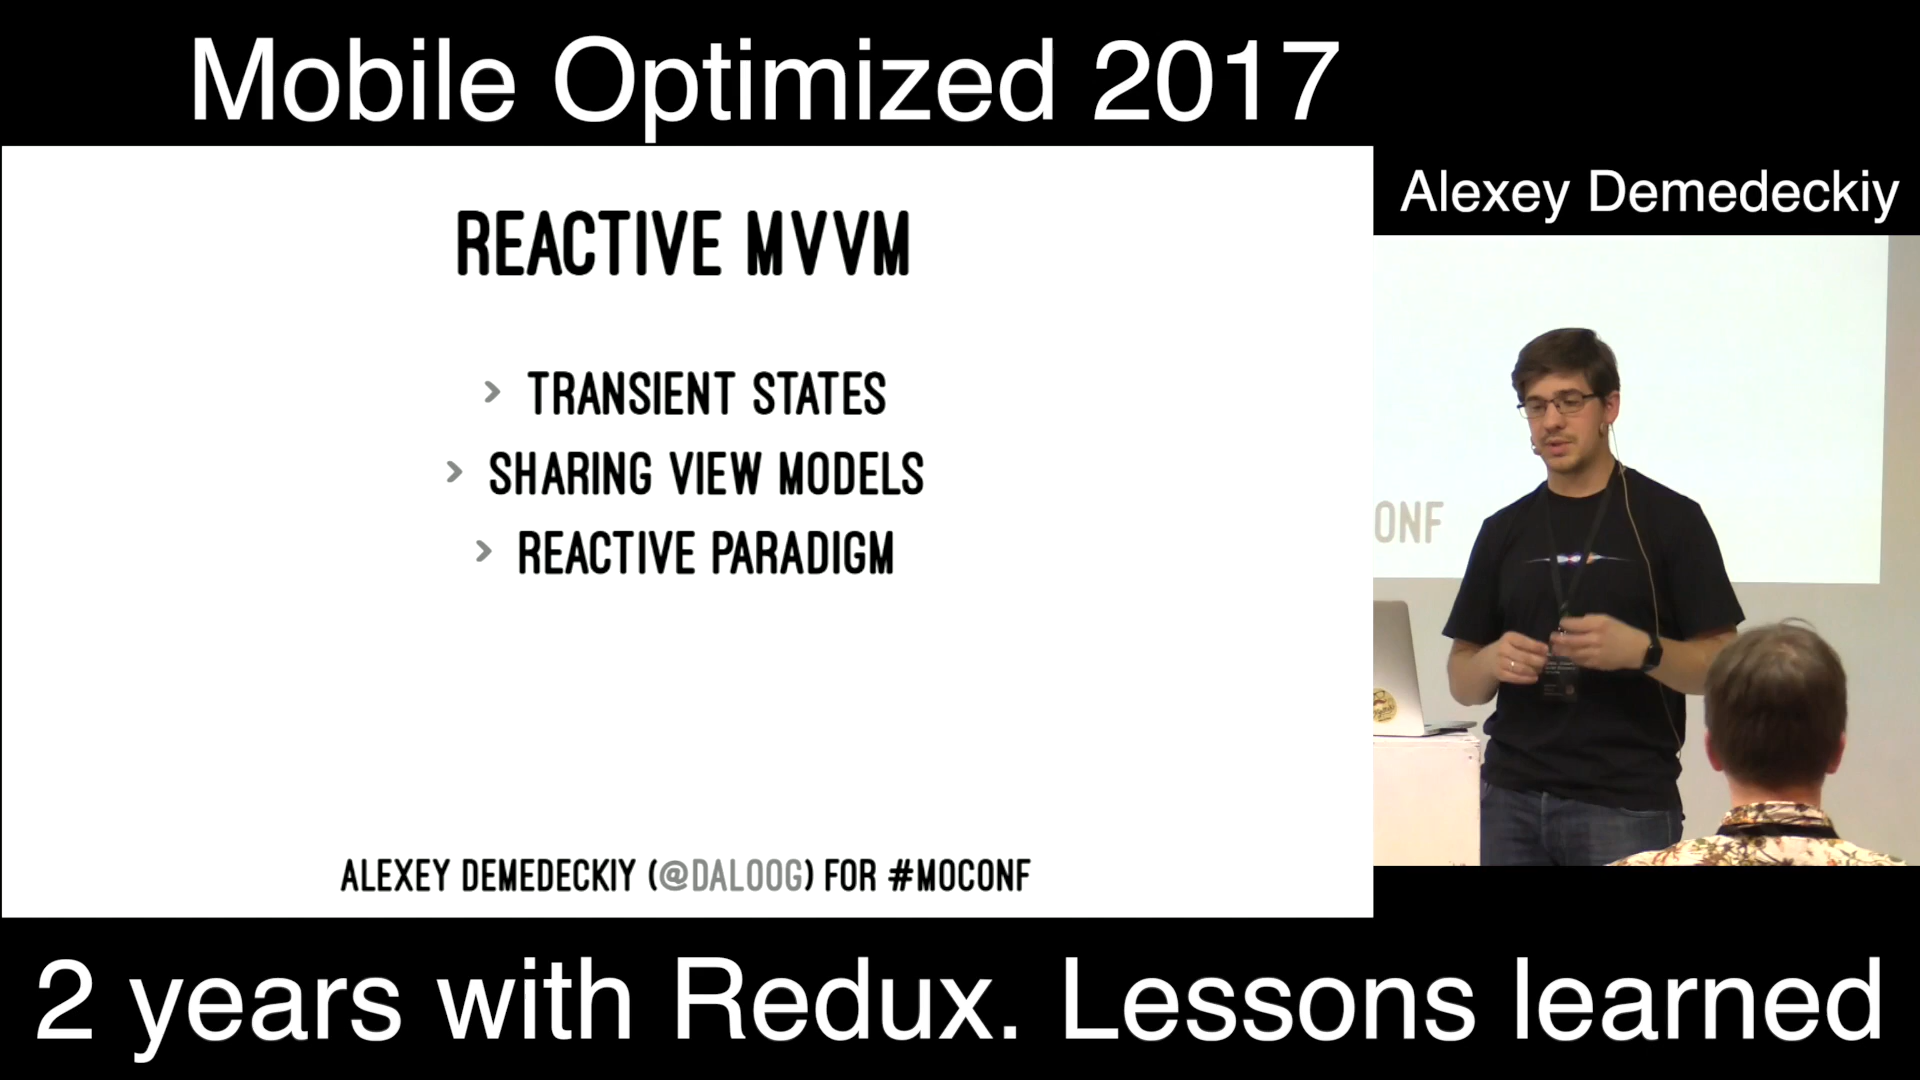 Mobile Optimized 2017
Alexey Demedeckiy
REACTIVE MVVM
> TRANSIENT STATES
> SHARING VIEW MODELS
> REACTIVE PARADIGM
ALEXEY DEMEDECKIY (@DALOOG) FOR #MOCONF
ONF
2 years with Redux. Lessons learned